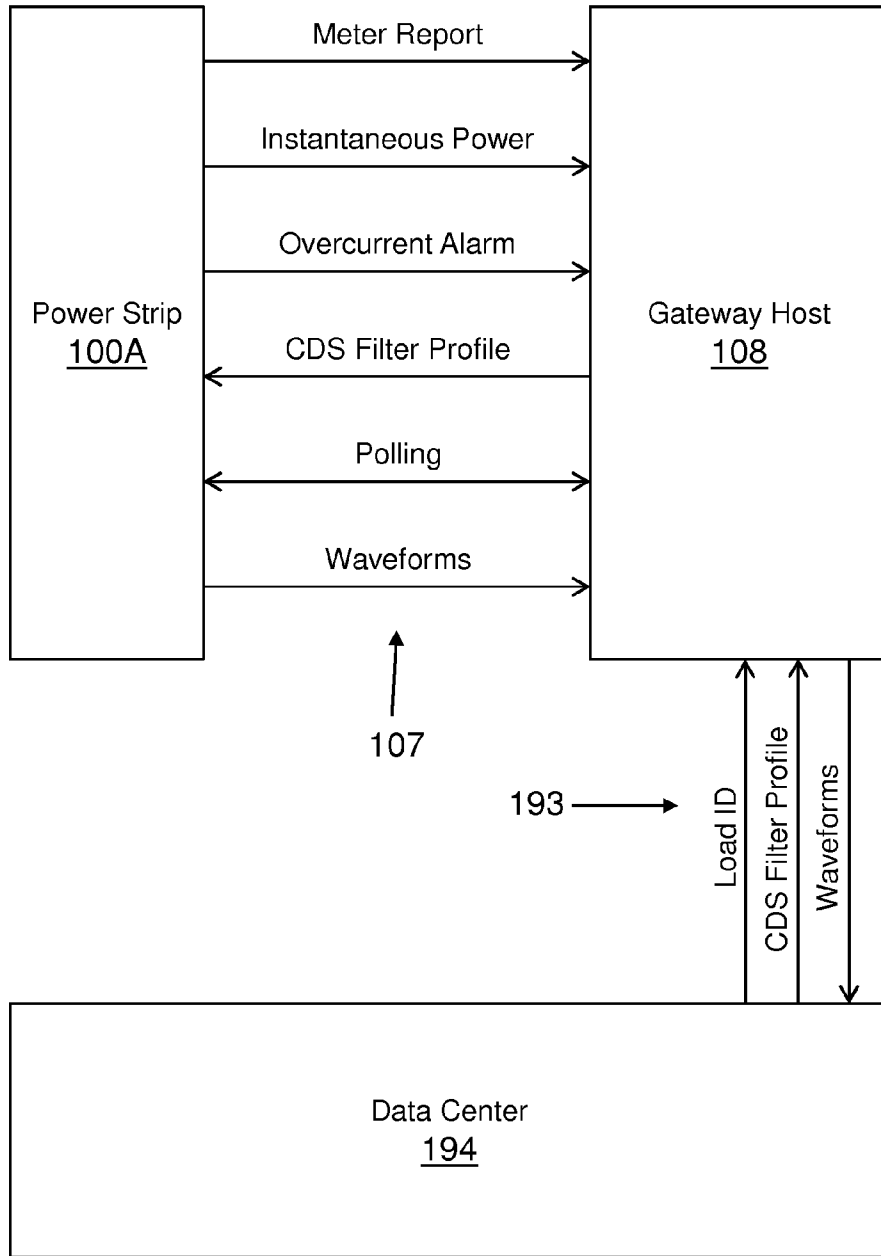 Meter Report
Instantaneous Power
Overcurrent Alarm
Power Strip
100A
Gateway Host
108
CDS Filter Profile
Polling
Waveforms
107
193
Load ID
CDS Filter Profile
Waveforms
Data Center
194